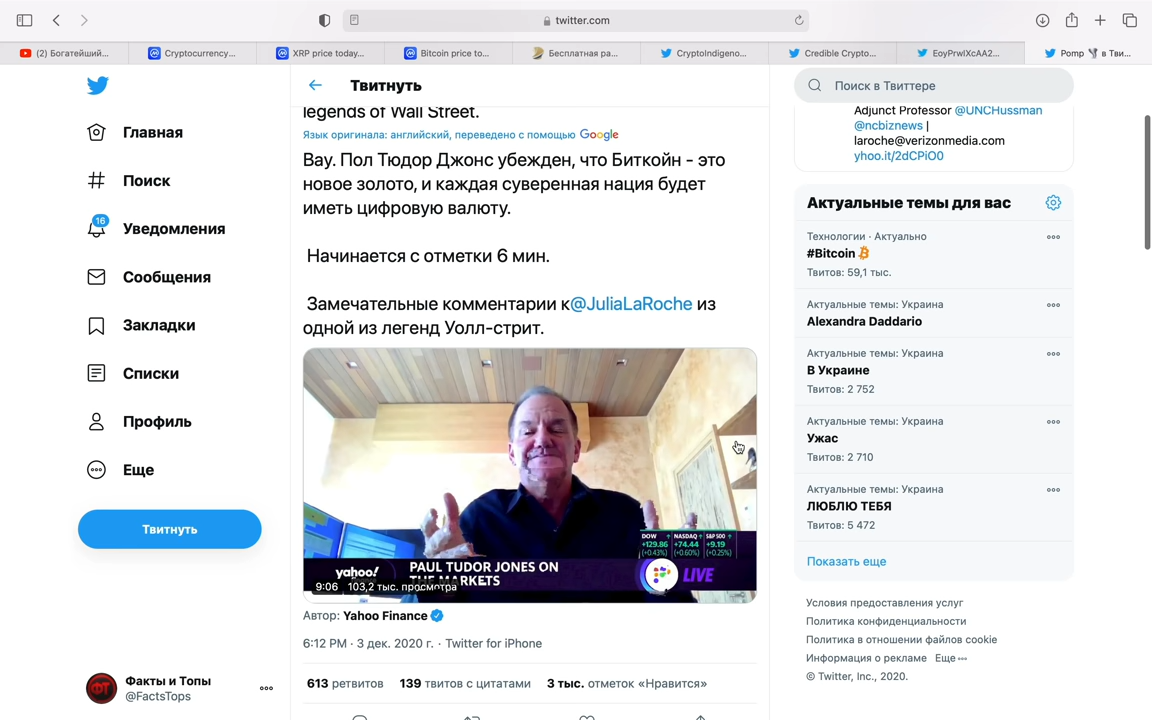 twitter.com
(2) Богатейший...
Cryptocurrency...
XRP price today...
Bitcoin price to...
Бесплатная ра...
CryptoIndigeno...
Credible Crypto...
EoyPrwIXcAA2...
Pomp 🌪 в Тви...
Главная
Поиск
16
Уведомления
Сообщения
Закладки
Списки
Профиль
Еще
Твитнуть
Факты и Топы
@FactsTops
Твитнуть
legends of Wall Street.
Язык оригинала: английский, переведено с помощью Google
Вау. Пол Тюдор Джонс убежден, что Биткойн - это
новое золото, и каждая суверенная нация будет
иметь цифровую валюту.
Начинается с отметки 6 мин.
Замечательные комментарии к@JuliaLaRoche из
одной из легенд Уолл-стрит.
DOW NASDAQ S&P 500
+129.86 +74.44 +9.19
(+0.43%) (+0.60%) (+0.25%)
yahoo!
PAUL TUDOR JONES ON
THE MARKETS
LIVE
9:06 103,2 тыс. просмотра
Автор: Yahoo Finance
6:12 PM · 3 дек. 2020 г. · Twitter for iPhone
613 ретвитов 139 твитов с цитатами 3 тыс. отметок «Нравится»
Поиск в Твиттере
Adjunct Professor @UNCHussman
@ncbiznews |
laroche@verizonmedia.com
yhoo.it/2dCPiO0
Актуальные темы для вас
Технологии · Актуально
#Bitcoin
Твитов: 59,1 тыс.
Актуальные темы: Украина
Alexandra Daddario
Актуальные темы: Украина
В Украине
Твитов: 2 752
Актуальные темы: Украина
Ужас
Твитов: 2 710
Актуальные темы: Украина
ЛЮБЛЮ ТЕБЯ
Твитов: 5 472
Показать еще
Условия предоставления услуг
Политика конфиденциальности
Политика в отношении файлов cookie
Информация о рекламе Еще
© Twitter, Inc., 2020.